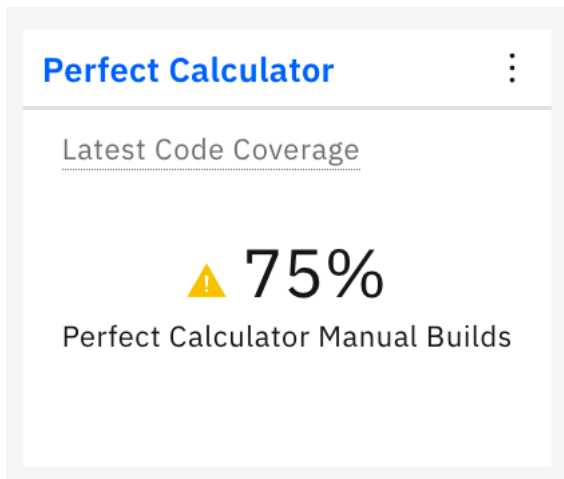 Perfect Calculator
Latest Code Coverage
75%
Perfect Calculator Manual Builds